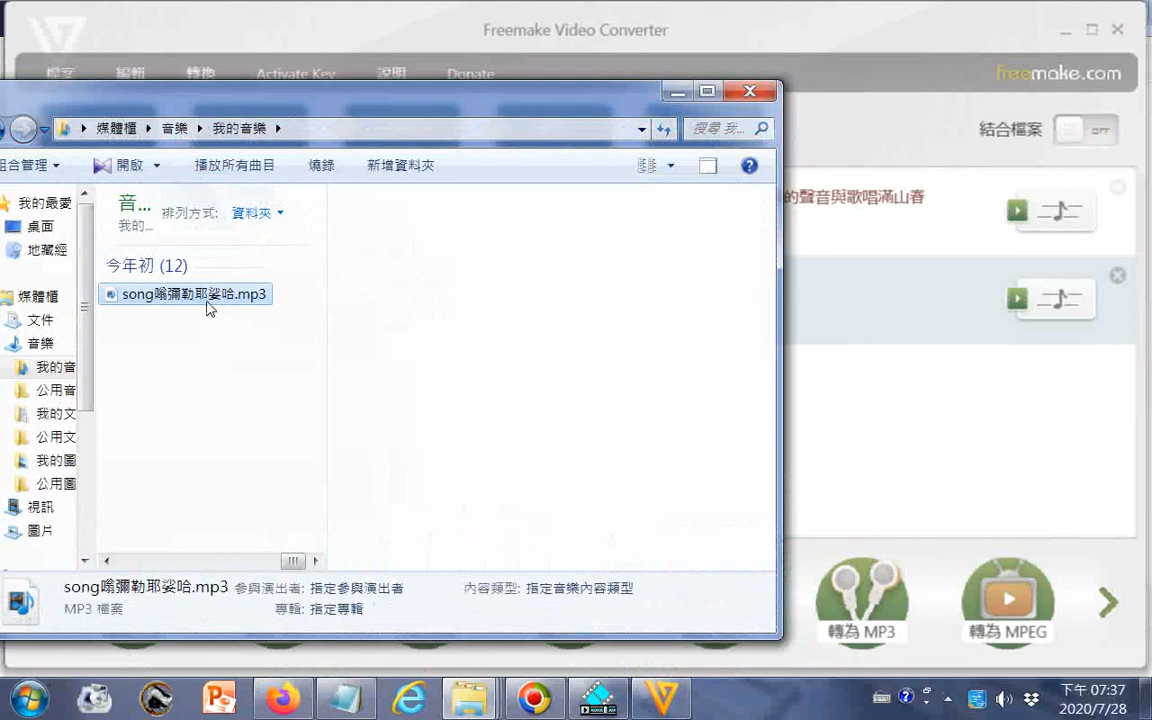 Freemake Video Converter
檔案 編輯 轉換 Activate Key 說明 Donate
freemake.com
媒體櫃 音樂 我的音樂
搜尋 我...
結合檔案 OFF
組合管理 開啟 播放所有曲目 燒錄 新增資料夾
的聲音與歌唱滿山春
我的最愛
桌面
地藏經
媒體櫃
文件
音樂
我的音
公用音
我的文
公用文
我的圖
公用圖
視訊
圖片
音...
我的...
排列方式: 資料夾
今年初 (12)
song嗡彌勒耶娑哈.mp3
song嗡彌勒耶娑哈.mp3 參與演出者: 指定參與演出者 內容類型: 指定音樂內容類型
MP3 檔案 專輯: 指定專輯
轉為 MP3 轉為 MPEG
下午 07:37
2020/7/28